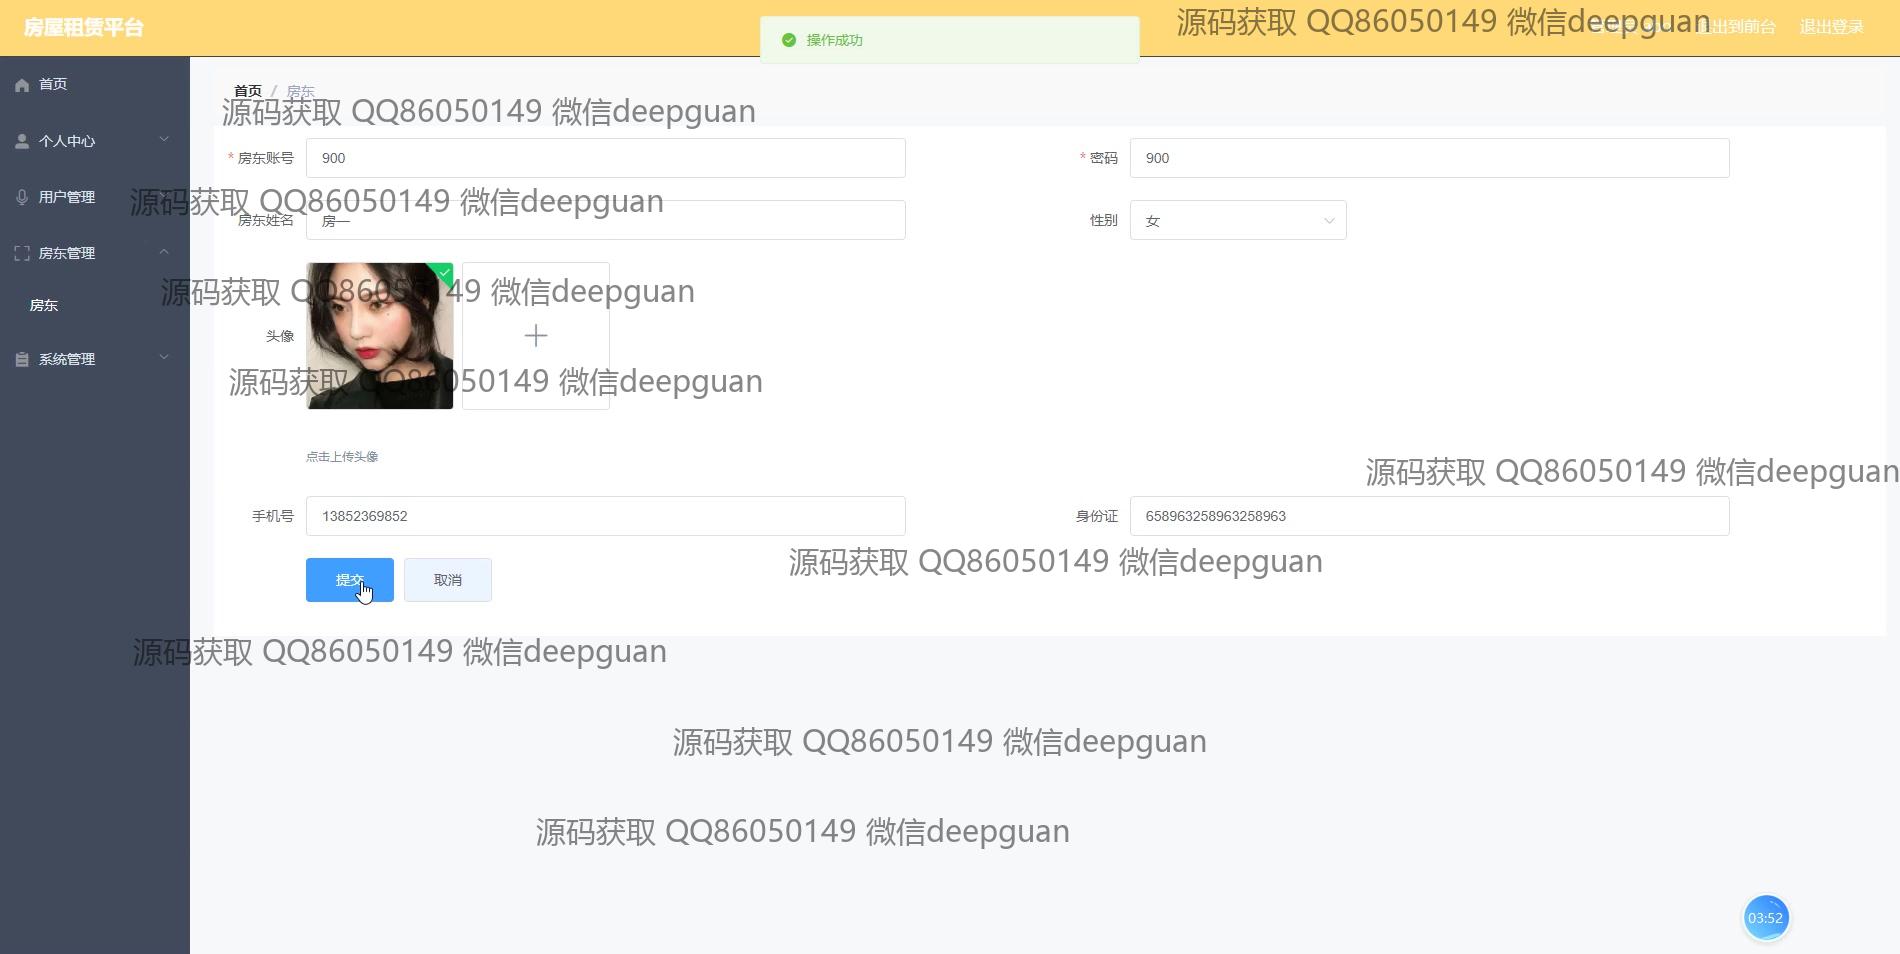 房屋租赁平台
操作成功
源码获取 QQ86050149 微信deepguan
退出到前台
退出登录
首页
首页 / 房东
源码获取 QQ86050149 微信deepguan
个人中心
* 房东账号 900
* 密码 900
用户管理
源码获取 QQ86050149 微信deepguan
房东姓名 房一
性别 女
房东管理
源码获取 QQ86050149 微信deepguan
房东
头像
系统管理
源码获取 QQ86050149 微信deepguan
点击上传头像
源码获取 QQ86050149 微信deepguan
手机号 13852369852
身份证 658963258963258963
源码获取 QQ86050149 微信deepguan
提交
取消
源码获取 QQ86050149 微信deepguan
源码获取 QQ86050149 微信deepguan
源码获取 QQ86050149 微信deepguan
03:52